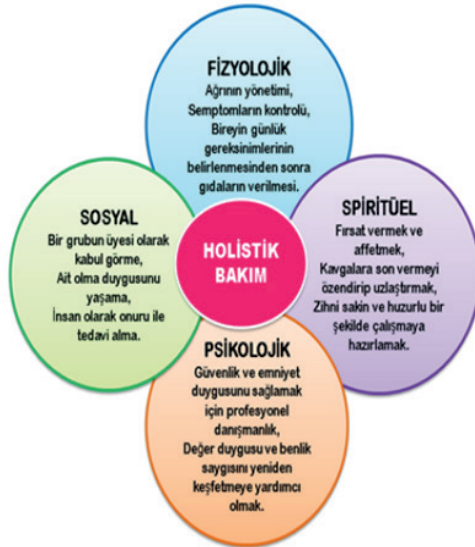 FİZYOLOJİK
Ağrının yönetimi,
Semptomların kontrolü,
Bireyin günlük
gereksinimlerinin
belirlenmesinden sonra
gıdaların verilmesi.
SOSYAL
Bir grubun üyesi olarak
kabul görme,
Ait olma duygusunu
yaşama,
İnsan olarak onuru ile
tedavi alma.
HOLİSTİK
BAKIM
SPİRİTÜEL
Fırsat vermek ve
affetmek,
Kavgalara son vermeyi
özendirip uzlaştırmak,
Zihni sakin ve huzurlu bir
şekilde çalışmaya
hazırlamak.
PSİKOLOJİK
Güvenlik ve emniyet
duygusunu sağlamak
için profesyonel
danışmanlık,
Değer duygusu ve benlik
saygısını yeniden
keşfetmeye yardımcı
olmak.